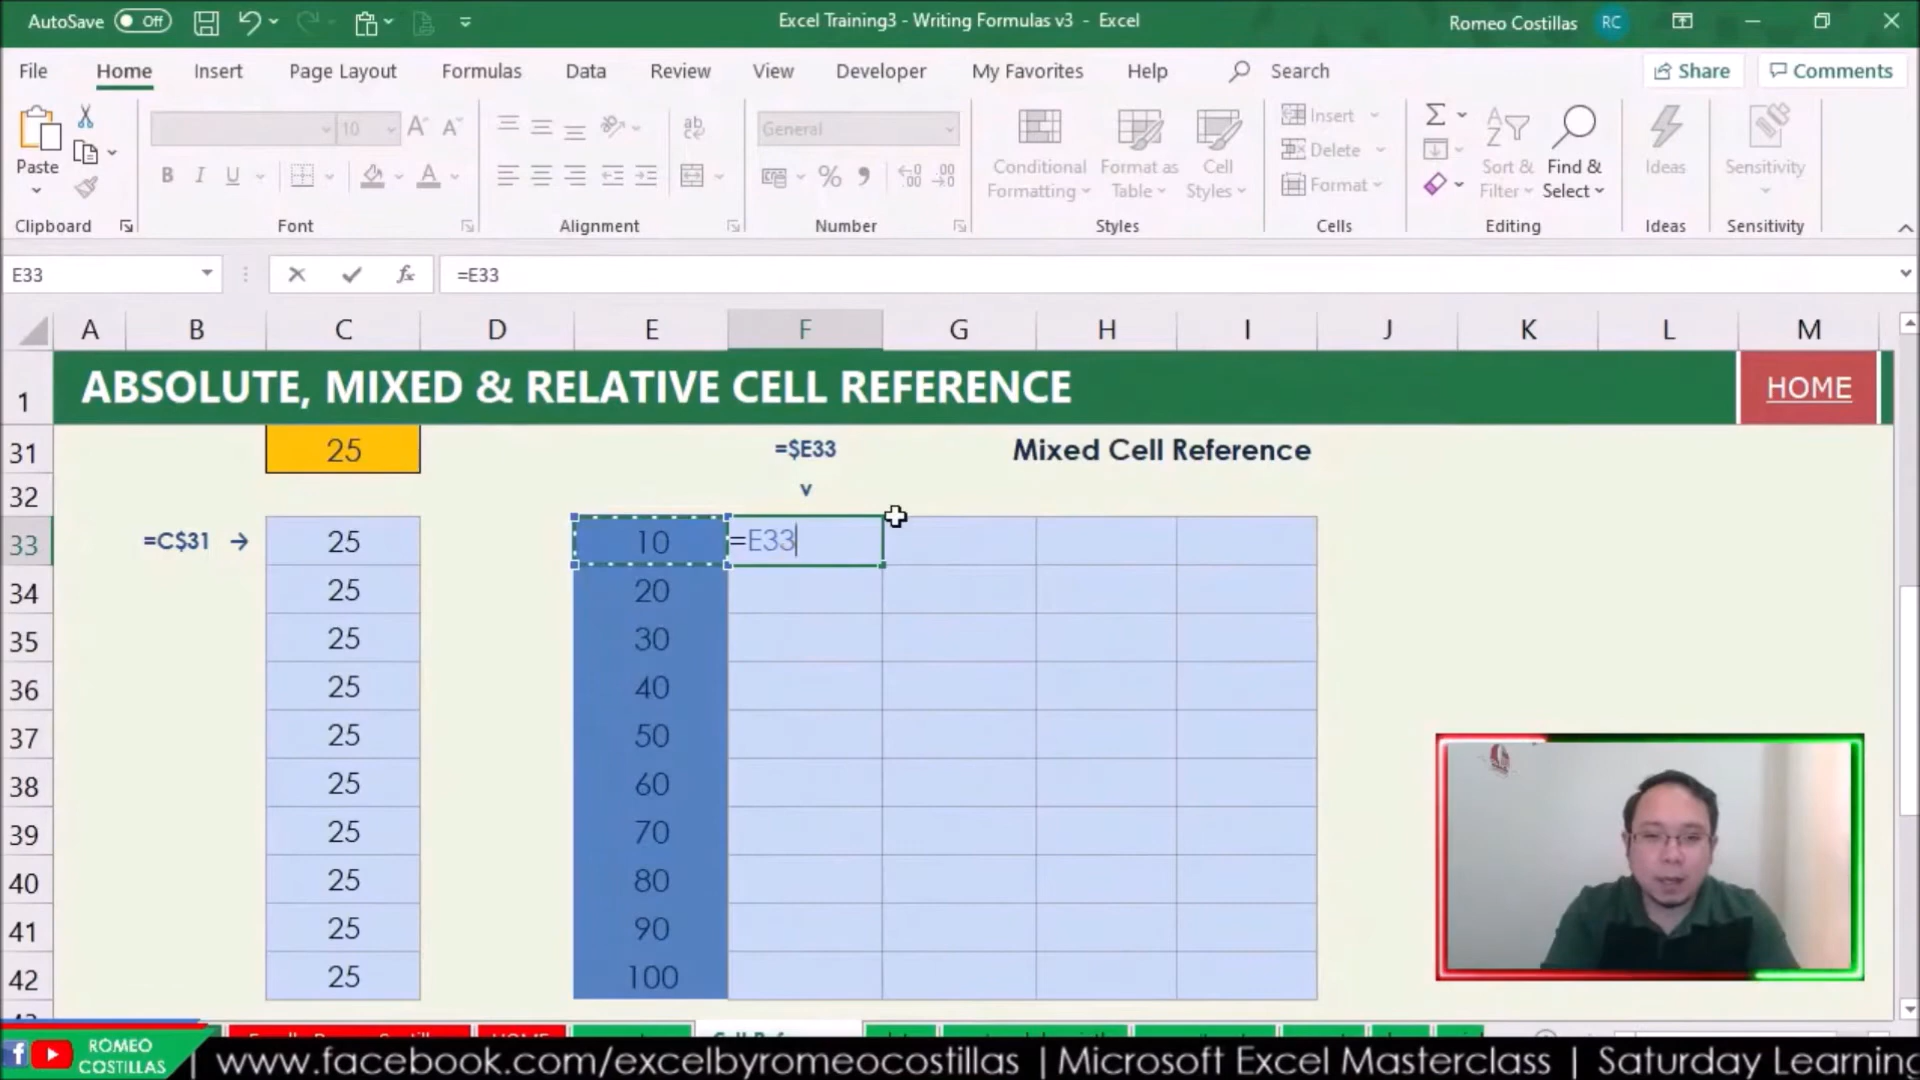 AutoSave Off Excel Training3 - Writing Formulas v3 - Excel Romeo Costillas RC
File Home Insert Page Layout Formulas Data Review View Developer My Favorites Help Search Share Comments
Paste
10 A A
ab
General
B I U A
% 9
Conditional Formatting
Format as Table
Cell Styles
Insert
Delete
Format
Sort & Filter
Find & Select
Ideas
Sensitivity
Clipboard Font Alignment Number Styles Cells Editing Ideas Sensitivity
E33 fx =E33
A B C D E F G H I J K L M
1 ABSOLUTE, MIXED & RELATIVE CELL REFERENCE HOME
31 25 =$E33 Mixed Cell Reference
32 v
33 =C$31 → 25 10 =E33
34 25 20
35 25 30
36 25 40
37 25 50
38 25 60
39 25 70
40 25 80
41 25 90
42 25 100
ROMEO COSTILLAS
www.facebook.com/excelbyromeocostillas | Microsoft Excel Masterclass | Saturday Learning